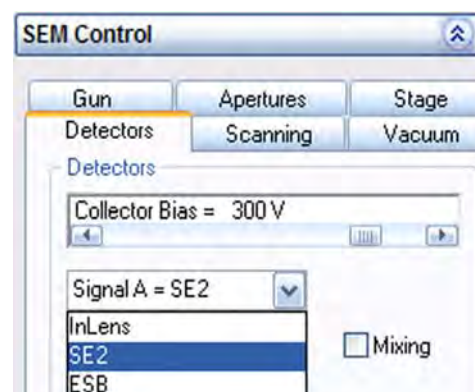 SEM Control
Gun Apertures Stage
Detectors Scanning Vacuum
Detectors
Collector Bias = 300 V
Signal A = SE2
InLens
SE2
Mixing
ESB